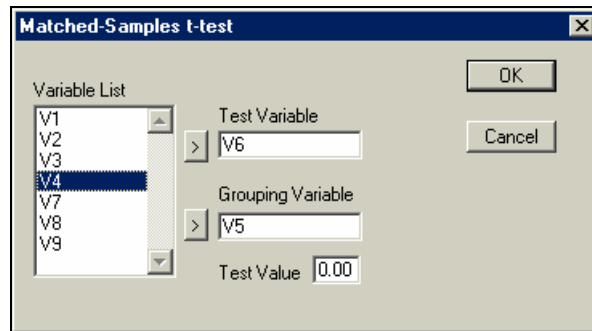 Matched-Samples t-test
OK
Cancel
Variable List
V1
V2
V3
V4
V7
V8
V9
>
Test Variable
V6
>
Grouping Variable
V5
Test Value 0.00